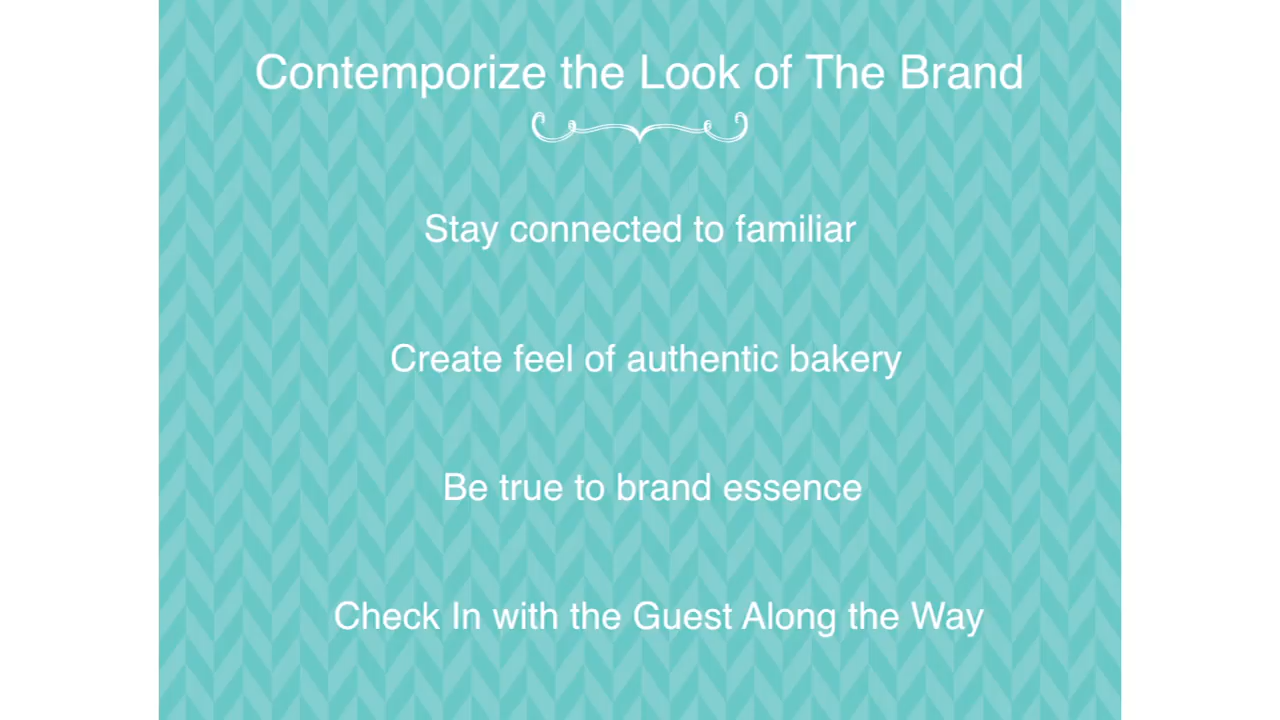 Contemporize the Look of The Brand
Stay connected to familiar
Create feel of authentic bakery
Be true to brand essence
Check In with the Guest Along the Way